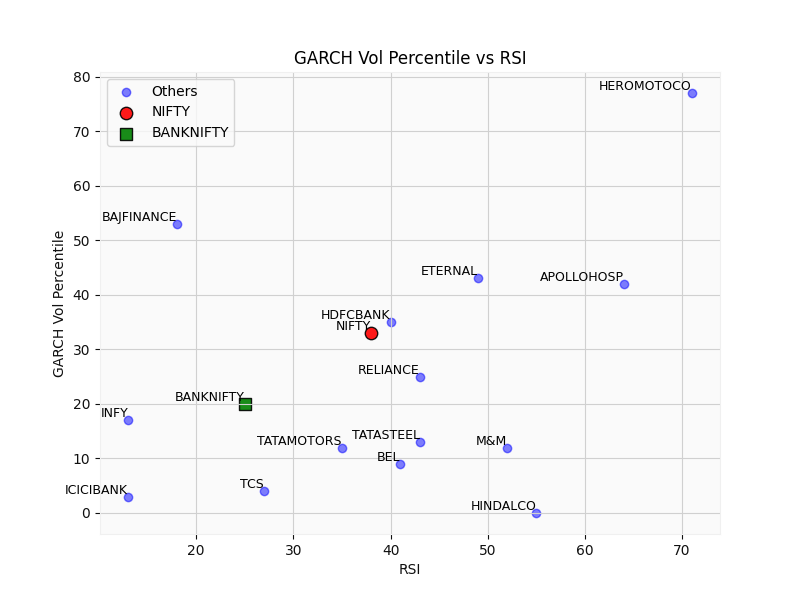 GARCH Vol Percentile vs RSI
Others
NIFTY
BANKNIFTY
HEROMOTOCO
BAJFINANCE
ETERNAL
APOLLOHOSP
HDFCBANK
NIFTY
RELIANCE
BANKNIFTY
INFY
TATAMOTORS
TATASTEEL
M&M
BEL
TCS
ICICIBANK
HINDALCO
80
70
60
50
40
30
20
10
0
GARCH Vol Percentile
20 30 40 50 60 70
RSI